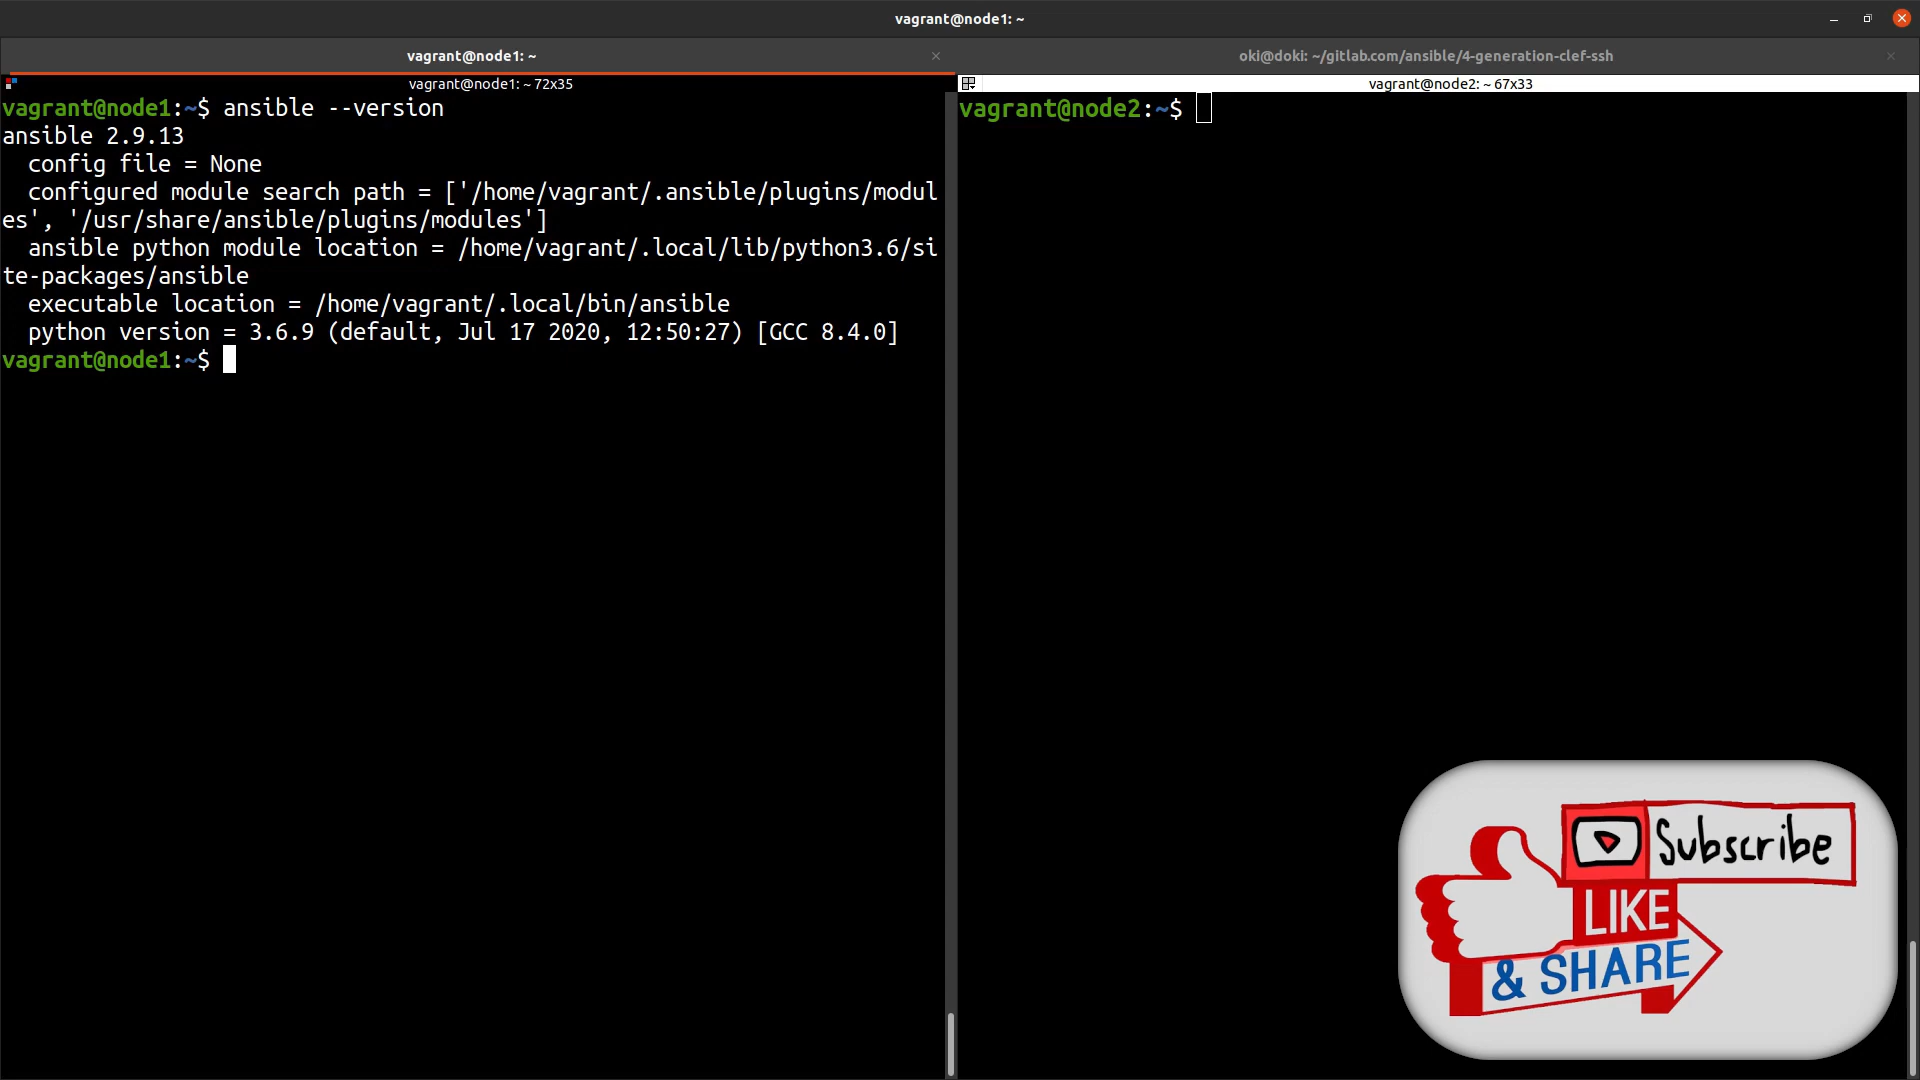 vagrant@node1: ~
vagrant@node1: ~
oki@doki: ~/gitlab.com/ansible/4-generation-clef-ssh
vagrant@node1: ~ 72x35
vagrant@node1:~$ ansible --version
ansible 2.9.13
  config file = None
  configured module search path = ['/home/vagrant/.ansible/plugins/modul
es', '/usr/share/ansible/plugins/modules']
  ansible python module location = /home/vagrant/.local/lib/python3.6/si
te-packages/ansible
  executable location = /home/vagrant/.local/bin/ansible
  python version = 3.6.9 (default, Jul 17 2020, 12:50:27) [GCC 8.4.0]
vagrant@node1:~$
vagrant@node2: ~ 67x33
vagrant@node2:~$
Subscribe
LIKE
& SHARE